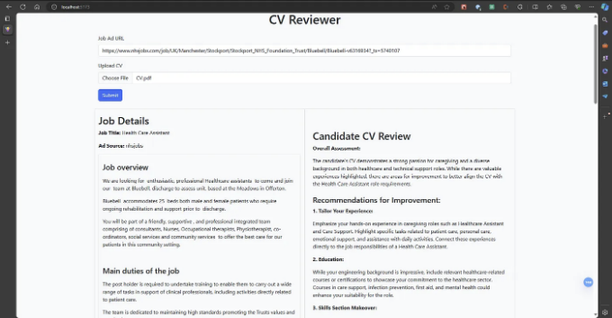 localhost:5173
CV Reviewer
Job Ad URL
Upload CV
Choose File CV.pdf
Submit
Job Details
Job Title: Health Care Assistant
Ad Source: nhsjobs
Job overview
We are looking for enthusiastic, professional Healthcare assistants to come and join
our team at Bluebell, discharge to assess unit, based at the Meadows in Offerton.
Bluebell accommodates 25 beds both male and female patients who require
ongoing rehabilitation and support prior to discharge.
You will be part of a friendly, supportive, and professional integrated team
comprising of consultants, Nurses, Occupational therapists, Physiotherapist, co-
ordinators, social services and community services to offer the best care for our
patients in this community setting.
Main duties of the job
The post holder is required to undertake training to enable them to carry out a wide
range of tasks in support of clinical professionals, including activities directly related
to patient care.
The team is dedicated to maintaining high standards promoting the Trusts values and
Candidate CV Review
Overall Assessment:
The candidate's CV demonstrates a strong passion for caregiving and a diverse
background in both healthcare and technical support roles. While there are valuable
experiences highlighted, there are areas for improvement to better align the CV with
the Health Care Assistant role requirements.
Recommendations for Improvement:
1. Tailor Your Experience:
Emphasize your hands-on experience in caregiving roles such as Healthcare Assistant
and Care Support. Highlight specific tasks related to patient care, personal care,
emotional support, and assistance with daily activities. Connect these experiences
directly to the job responsibilities of a Health Care Assistant.
2. Education:
While your engineering background is impressive, include relevant healthcare-related
courses or certifications to showcase your commitment to the healthcare sector.
Courses in care support, infection prevention, first aid, and mental health could
enhance your suitability for the role.
3. Skills Section Makeover: